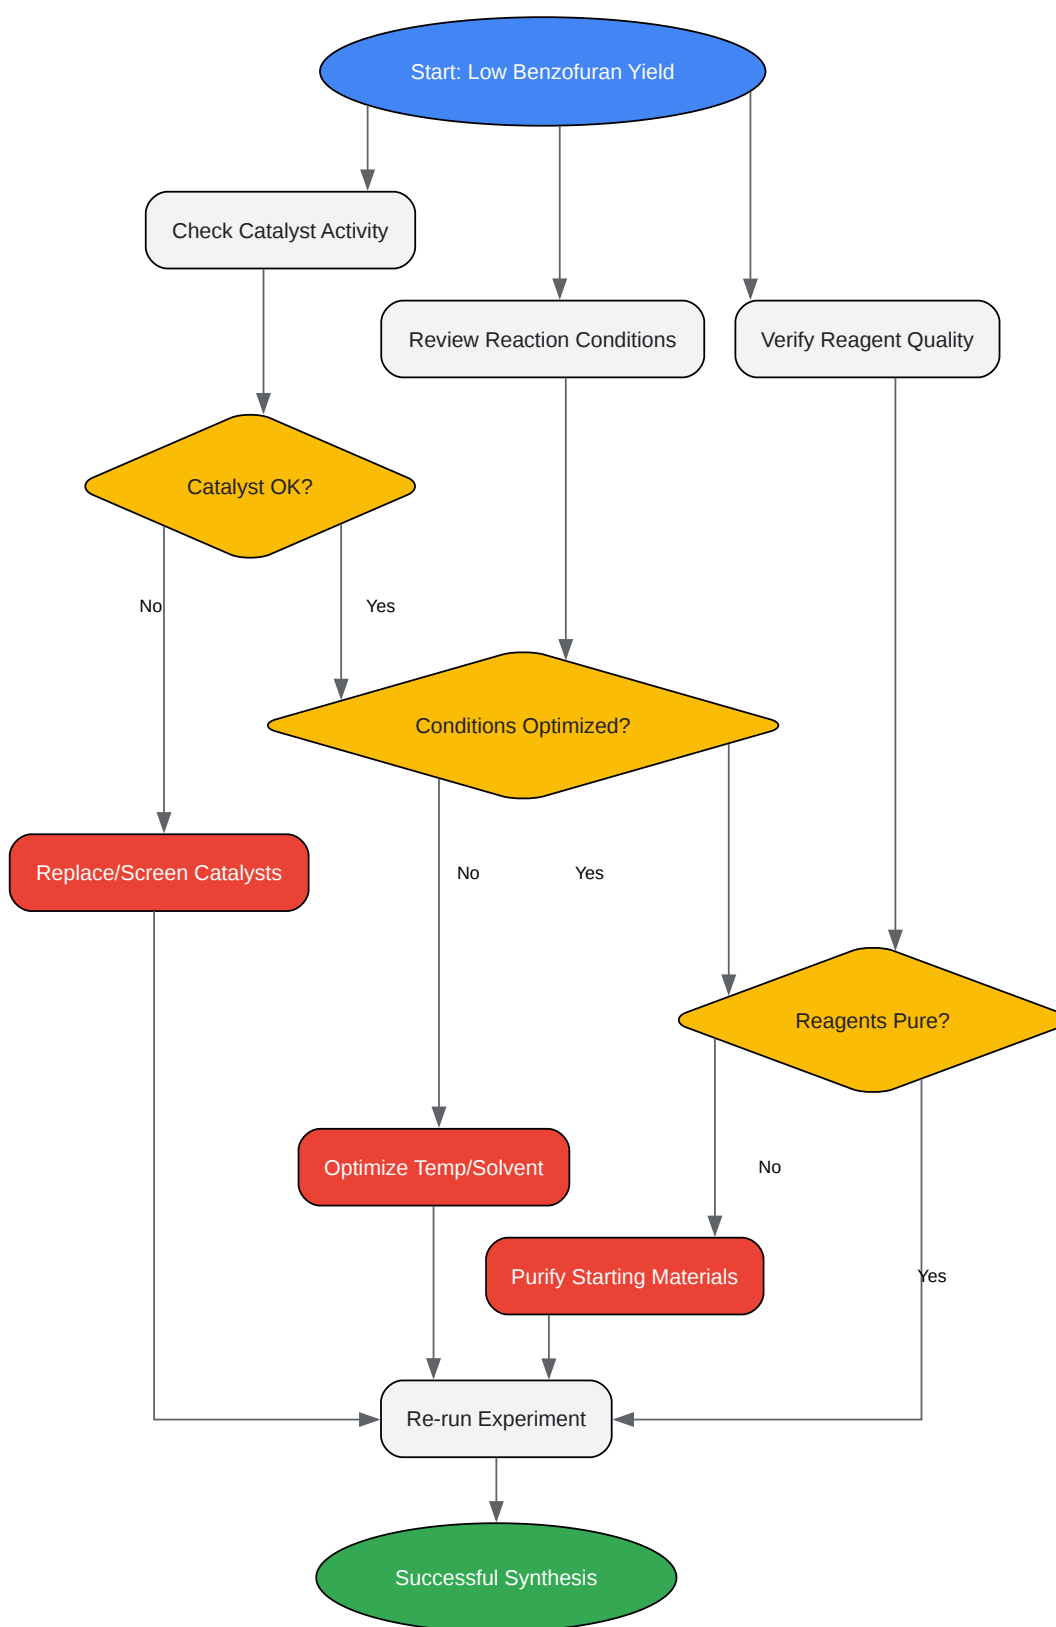 Start: Low Benzofuran Yield
Check Catalyst Activity
Review Reaction Conditions
Verify Reagent Quality
Catalyst OK?
No
Yes
Conditions Optimized?
Replace/Screen Catalysts
No
Yes
Reagents Pure?
Optimize Temp/Solvent
No
Purify Starting Materials
Yes
Re-run Experiment
Successful Synthesis